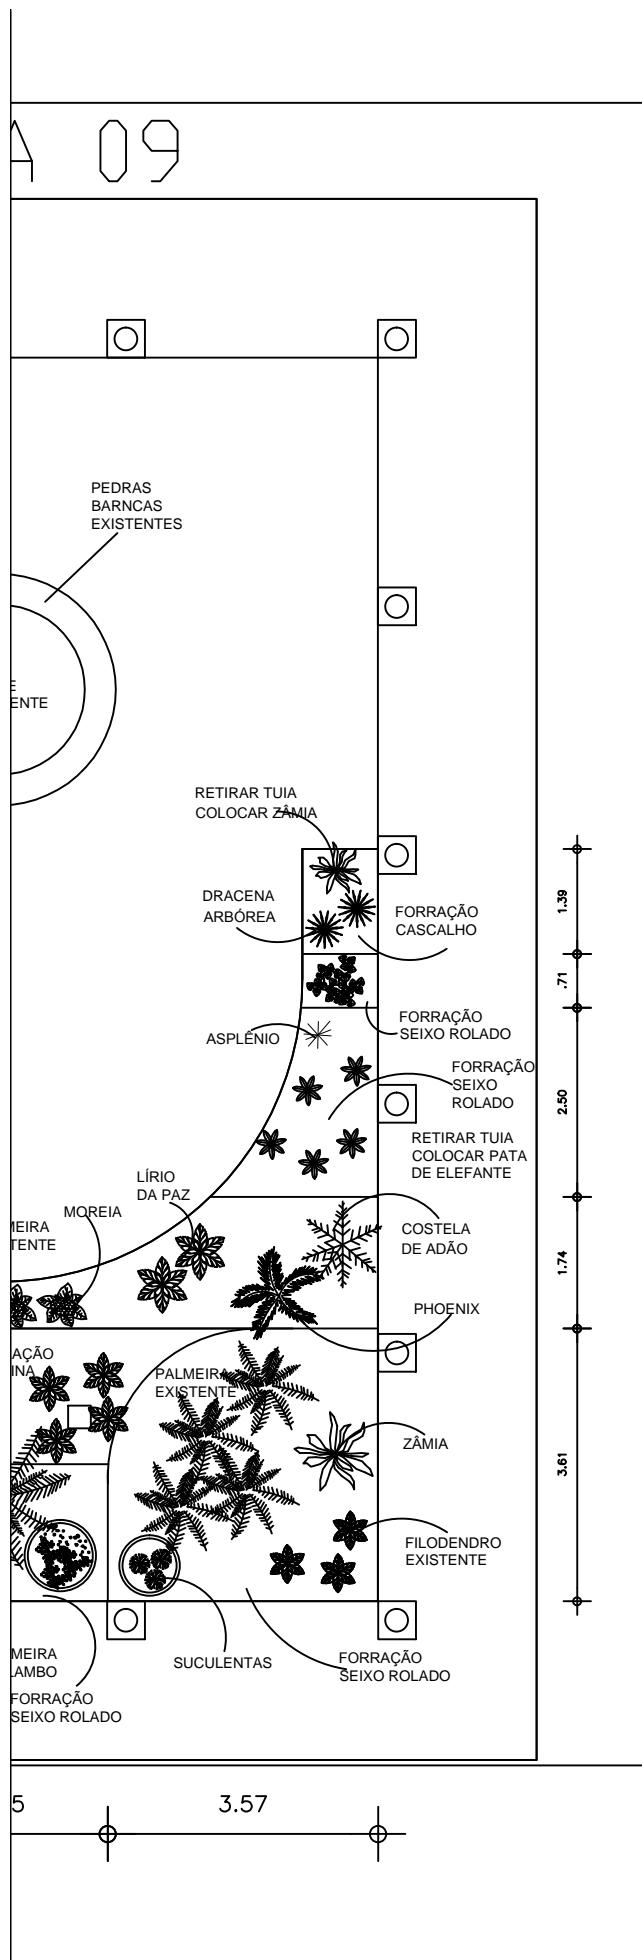 A 09
PEDRAS
BARNCAS
EXISTENTES
E
ENTE
RETIRAR TUIA
COLOCAR ZÂMIA
DRACENA
ARBÓREA
FORRAÇÃO
CASCALHO
1.39
.71
FORRAÇÃO
SEIXO ROLADO
ASPLÊNIO
FORRAÇÃO
SEIXO
ROLADO
2.50
RETIRAR TUIA
COLOCAR PATA
DE ELEFANTE
LÍRIO
DA PAZ
MOREIA
MEIRA
TENTE
COSTELA
DE ADÃO
1.74
PHOENIX
AÇÃO
INA
PALMEIRA
EXISTENTE
ZÂMIA
3.61
FILODENDRO
EXISTENTE
MEIRA
LAMBO
SUCULENTAS
FORRAÇÃO
SEIXO ROLADO
FORRAÇÃO
SEIXO ROLADO
5
3.57